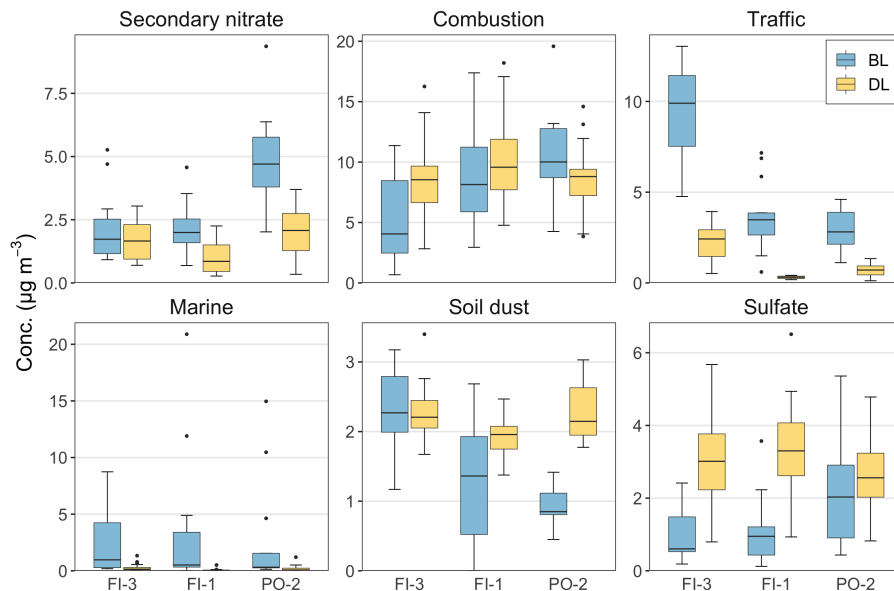 Secondary nitrate
Combustion
Traffic
7.5
5.0
2.5
0.0
20
15
10
5
0
10
5
0
BL
DL
Conc. (μg m⁻³)
Marine
Soil dust
Sulfate
20
15
10
5
0
3
2
1
0
6
4
2
0
FI-3 FI-1 PO-2
FI-3 FI-1 PO-2
FI-3 FI-1 PO-2